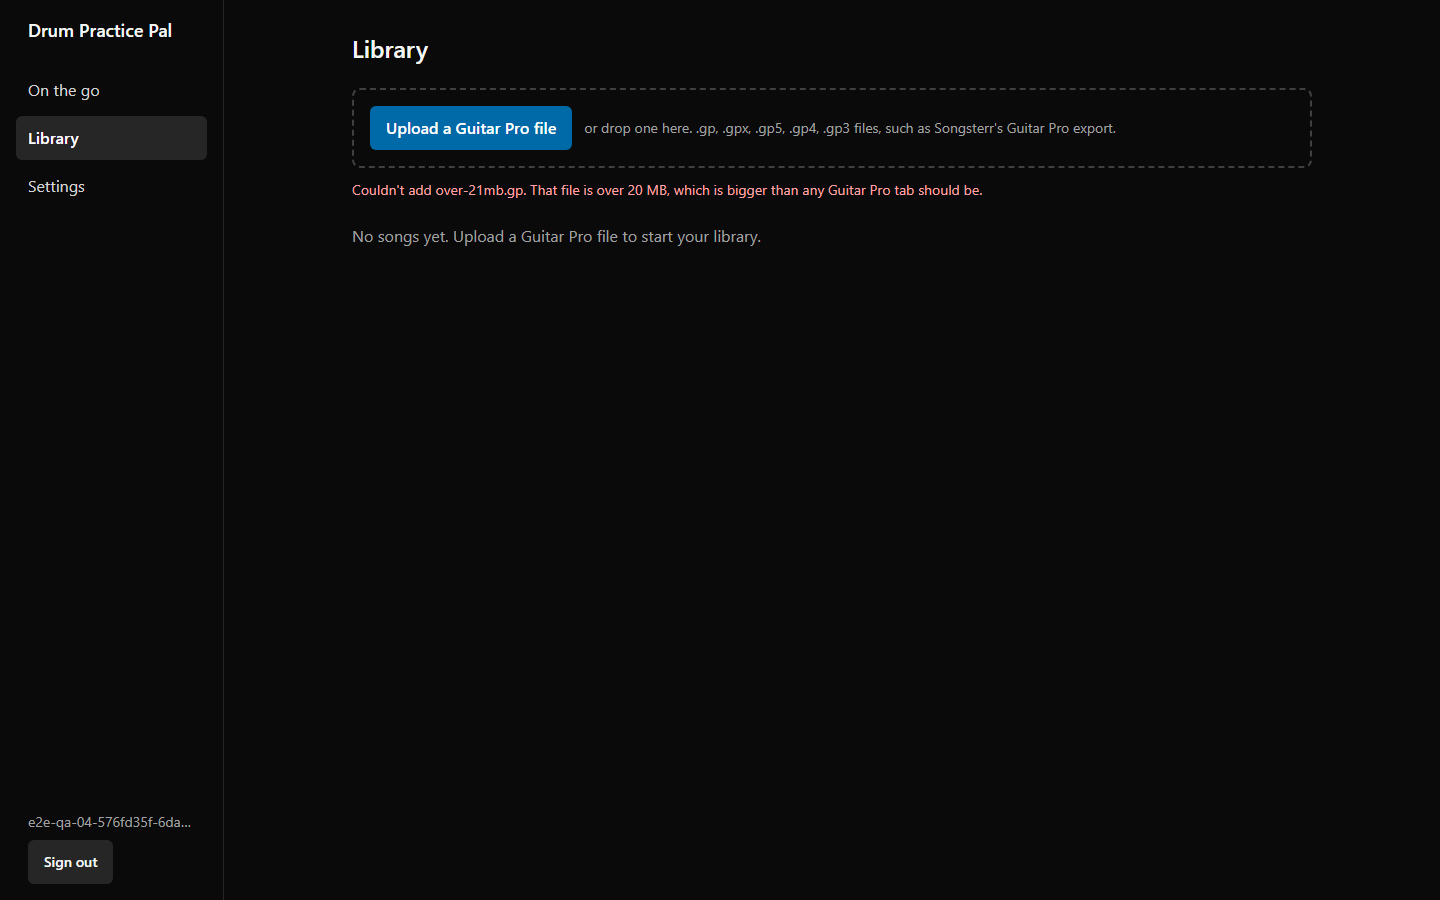 Drum Practice Pal
On the go
Library
Settings
Library
Upload a Guitar Pro file
or drop one here. .gp, .gpx, .gp5, .gp4, .gp3 files, such as Songsterr's Guitar Pro export.
Couldn't add over-21mb.gp. That file is over 20 MB, which is bigger than any Guitar Pro tab should be.
No songs yet. Upload a Guitar Pro file to start your library.
e2e-qa-04-576fd35f-6da...
Sign out